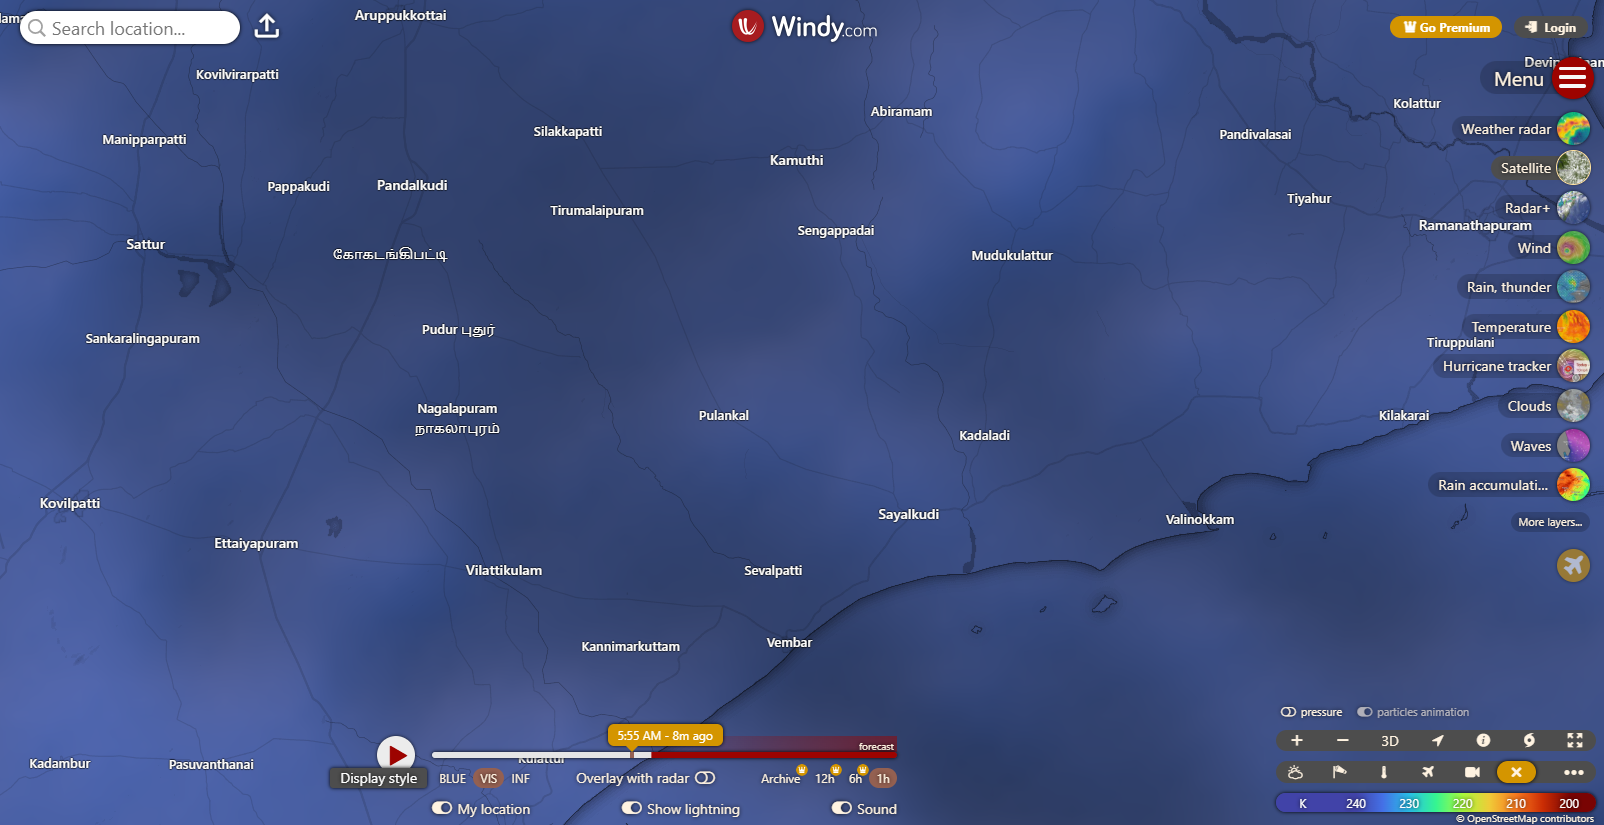 Aruppukkottai
Search location...
Windy.com
Go Premium
Login
Kovilvirarpatti
Menu
Abiramam
Kolattur
Manipparpatti
Silakkapatti
Pandivalasai
Weather radar
Kamuthi
Satellite
Pappakudi
Pandalkudi
Tirumalaipuram
Tiyahur
Radar+
Sengappadai
Ramanathapuram
Sattur
கோகடங்கிபட்டி
Mudukulattur
Wind
Rain, thunder
Pudur புதுர்
Temperature
Sankaralingapuram
Tiruppulani
Hurricane tracker
Nagalapuram
நாகலாபுரம்
Pulankal
Kilakarai
Clouds
Kadaladi
Waves
Rain accumulati...
Kovilpatti
Sayalkudi
Valinokkam
More layers...
Ettaiyapuram
Vilattikulam
Sevalpatti
Kannimarkuttam
Vembar
pressure
particles animation
5:55 AM - 8m ago
forecast
3D
Kadambur
Pasuvanthanai
Kulattur
Display style
BLUE
VIS
INF
Overlay with radar
Archive
12h
6h
1h
My location
Show lightning
Sound
K 240 230 220 210 200
© OpenStreetMap contributors